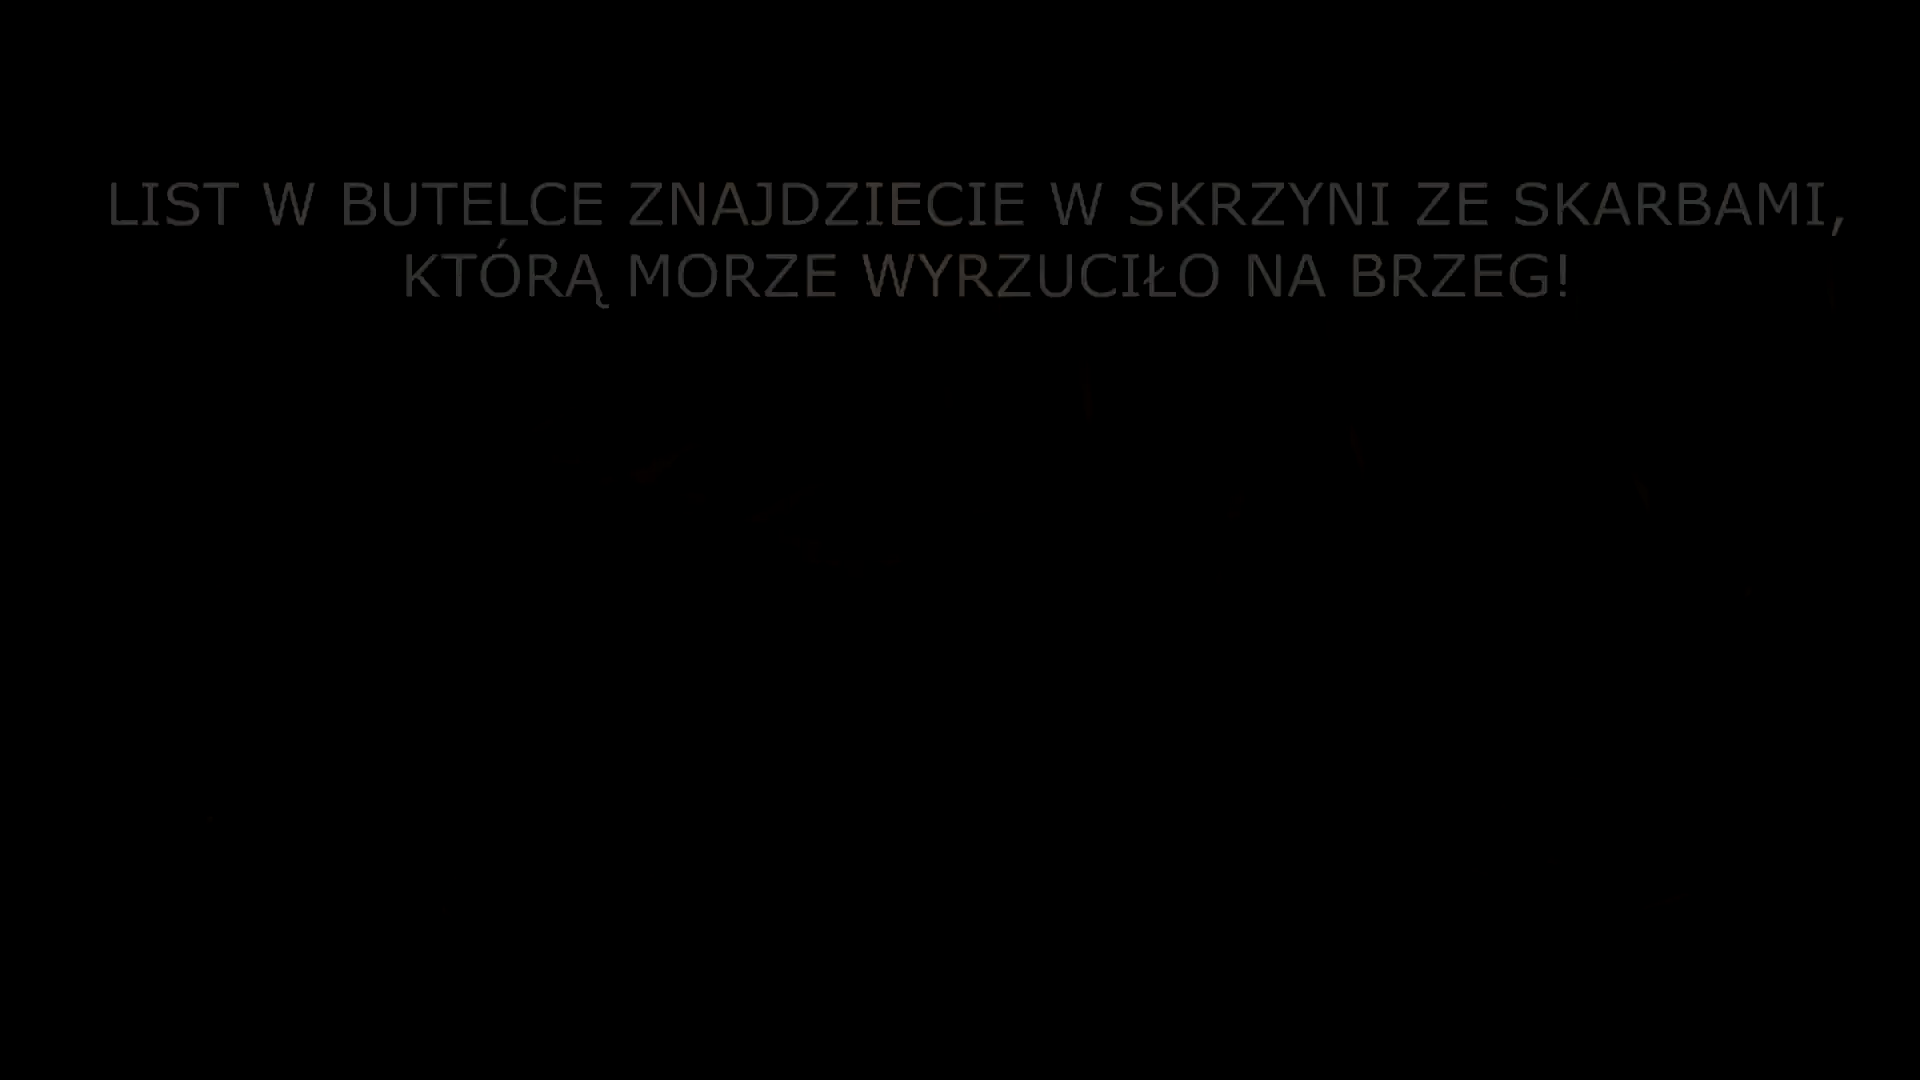 LIST W BUTELCE ZNAJDZIECIE W SKRZYNI ZE SKARBAMI,
KTÓRĄ MORZE WYRZUCIŁO NA BRZEG!